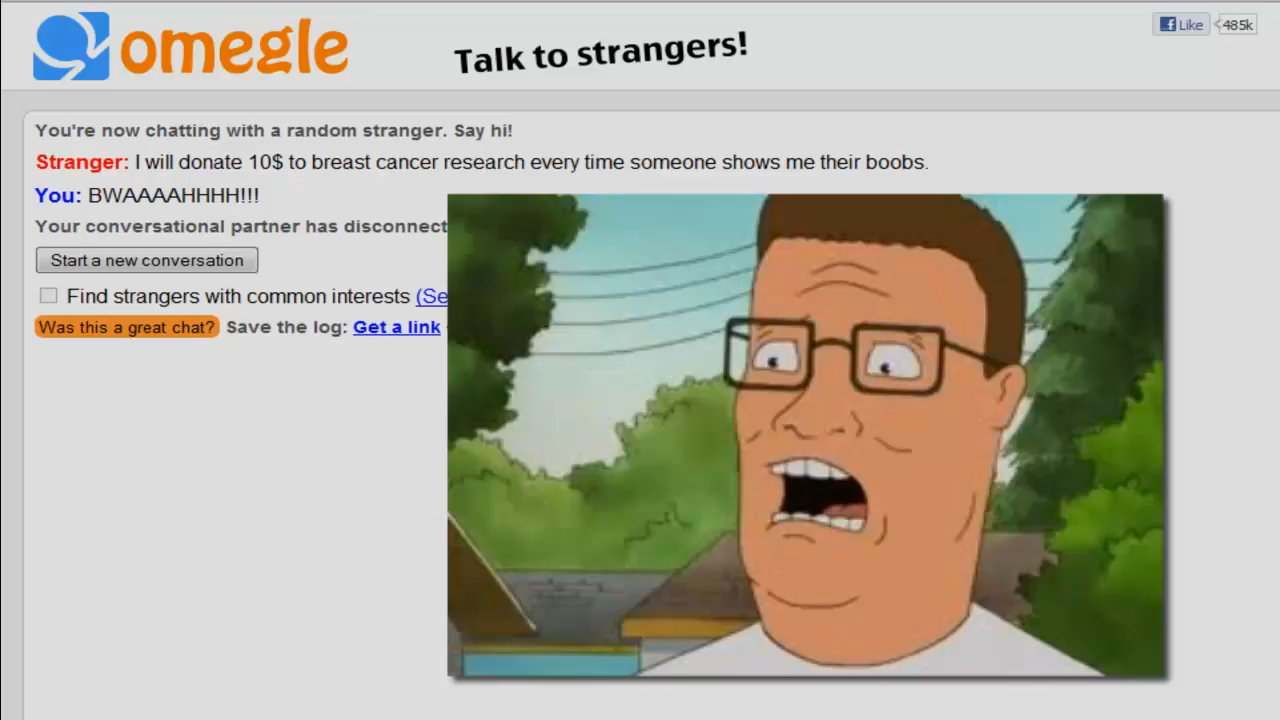 omegle
Talk to strangers!
Like
485k
You're now chatting with a random stranger. Say hi!
Stranger: I will donate 10$ to breast cancer research every time someone shows me their boobs.
You: BWAAAAHHHH!!!
Your conversational partner has disconnect
Start a new conversation
Find strangers with common interests (Se
Was this a great chat? Save the log: Get a link